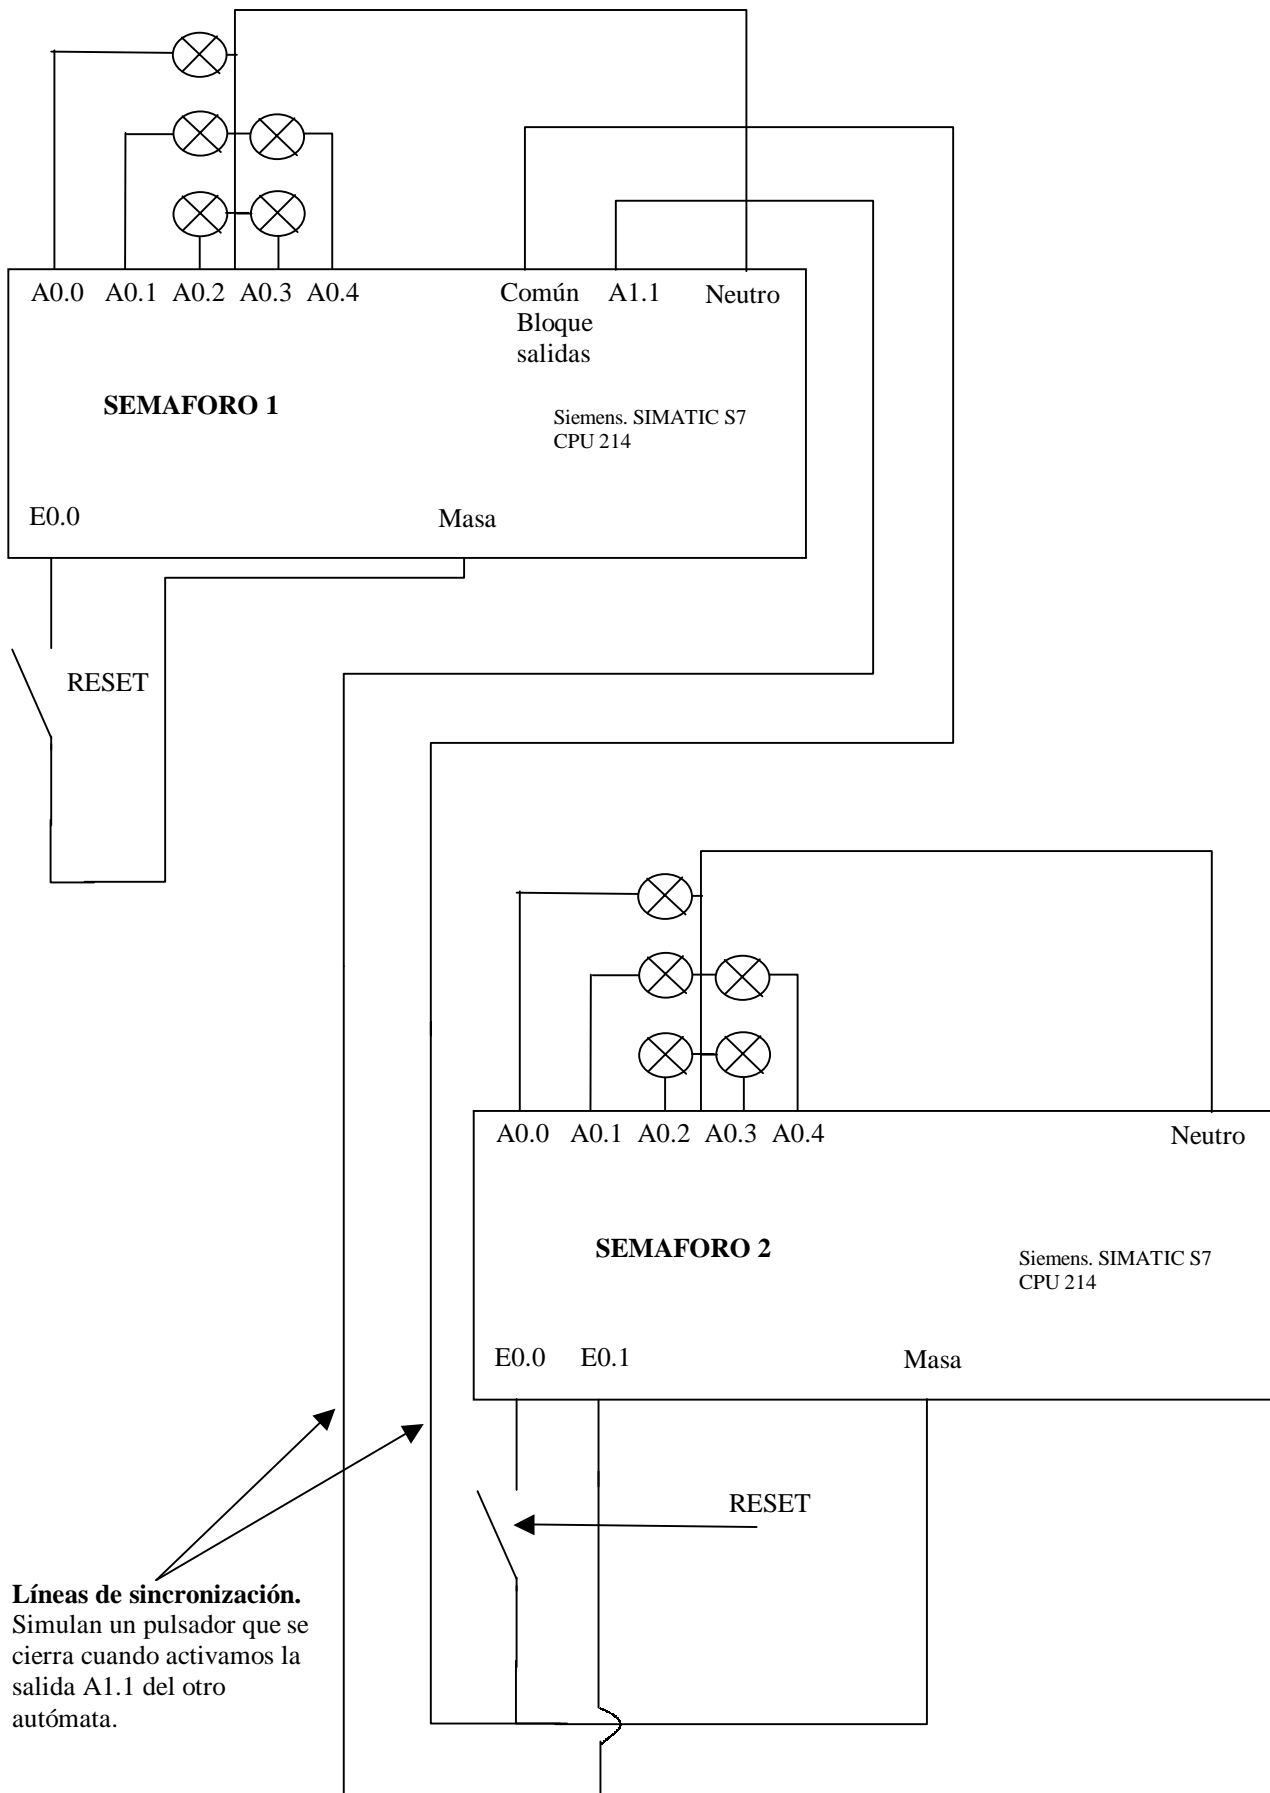 A0.0 A0.1 A0.2 A0.3 A0.4 Común A1.1 Neutro
Bloque
salidas
SEMAFORO 1
Siemens. SIMATIC S7
CPU 214
E0.0 Masa
RESET
A0.0 A0.1 A0.2 A0.3 A0.4 Neutro
SEMAFORO 2
Siemens. SIMATIC S7
CPU 214
E0.0 E0.1 Masa
RESET
Líneas de sincronización.
Simulan un pulsador que se
cierra cuando activamos la
salida A1.1 del otro
autómata.